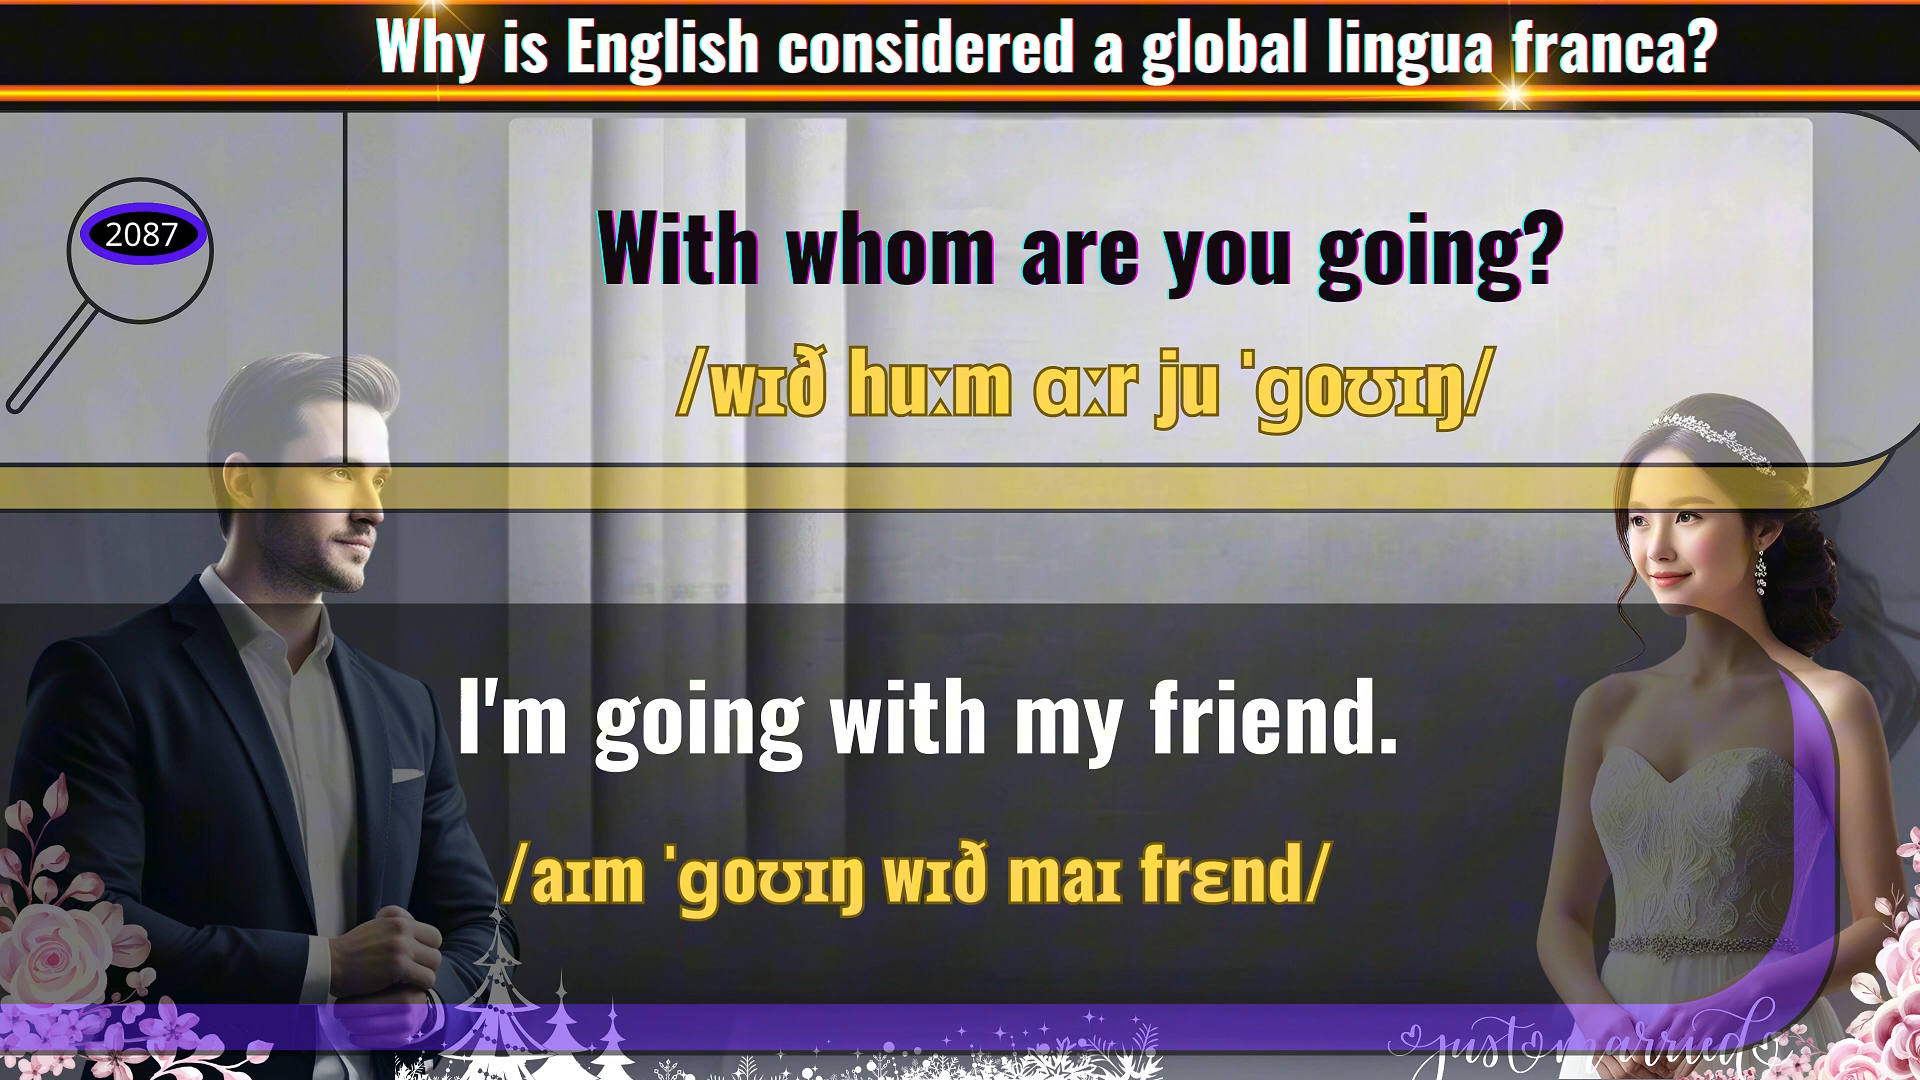 Why is English considered a global lingua franca?
2087
With whom are you going?
/wɪð huːm ɑːr ju ˈɡoʊɪŋ/
I'm going with my friend.
/aɪm ˈɡoʊɪŋ wɪð maɪ frɛnd/
just married